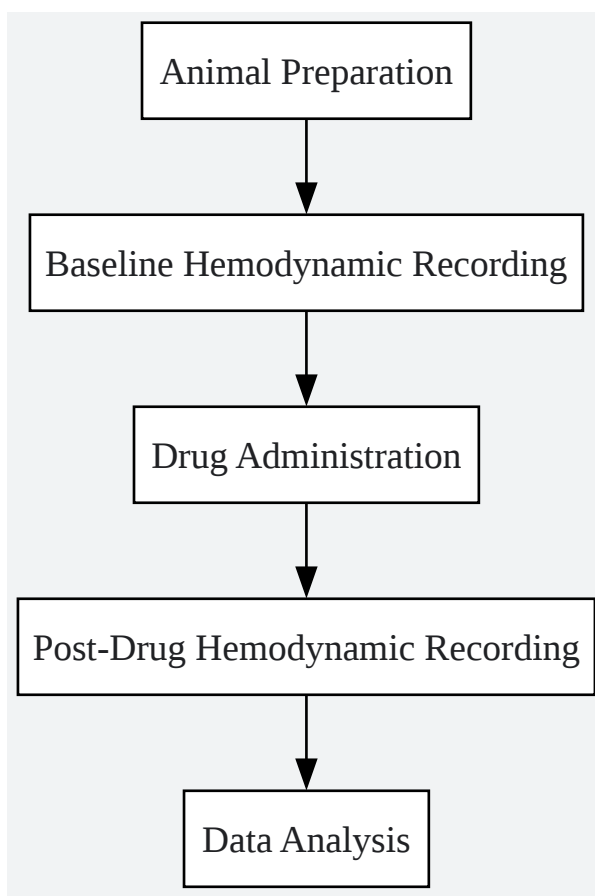 Animal Preparation
Baseline Hemodynamic Recording
Drug Administration
Post-Drug Hemodynamic Recording
Data Analysis